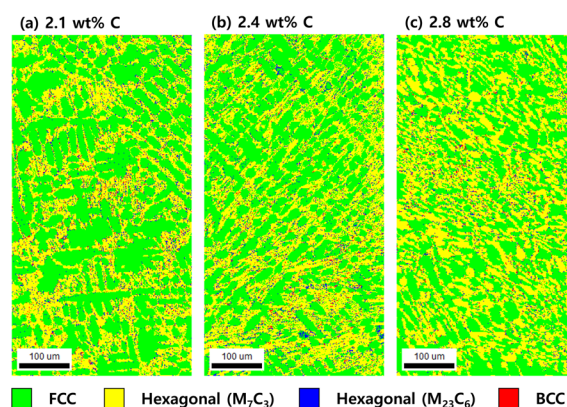 (a) 2.1 wt% C (b) 2.4 wt% C (c) 2.8 wt% C
100 um 100 um 100 um
FCC Hexagonal (M₇C₃) Hexagonal (M₂₃C₆) BCC